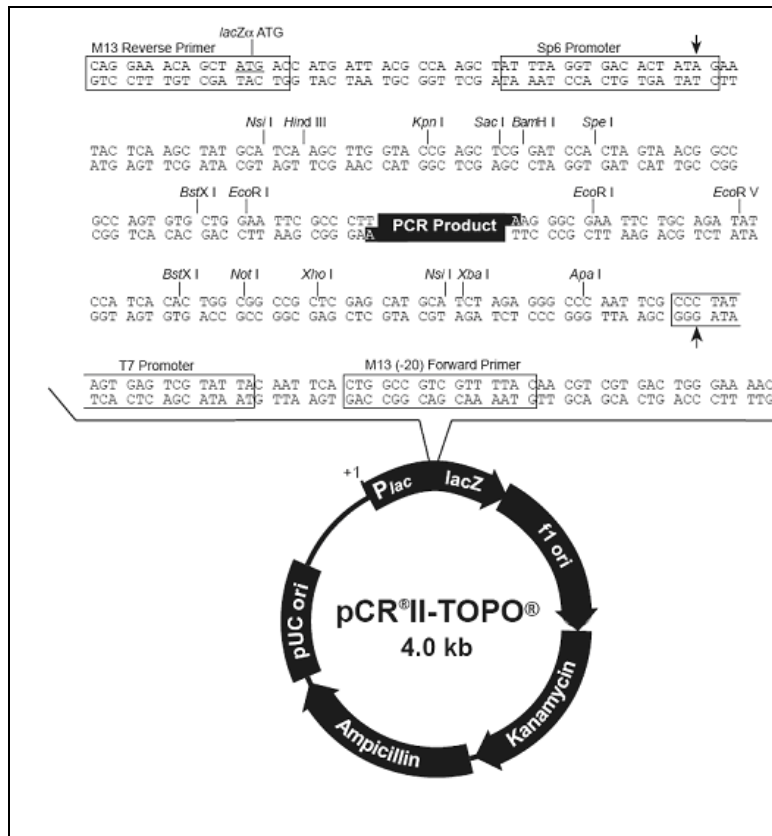 lacZα ATG
M13 Reverse Primer Sp6 Promoter
CAG GAA ACA GCT ATG ACC ATG ATT ACG CCA AGC TAT TTA GGT GAC ACT ATA GAA
GTC CTT TGT CGA TAC TGG TAC TAA TGC GGT TCG ATA AAT CCA CTG TGA TAT CTT
Nsi I Hind III Kpn I Sac I BamH I Spe I
TAC TCA AGC TAT GCA TCA AGC TTG GTA CCG AGC TCG GAT CCA CTA GTA ACG GCC
ATG AGT TCG ATA CGT AGT TCG AAC CAT GGC TCG AGC CTA GGT GAT CAT TGC CGG
BstX I EcoR I EcoR I EcoR V
GCC AGT GTG CTG GAA TTC GCC CTT PCR Product AAG GGC GAA TTC TGC AGA TAT
CGG TCA CAC GAC CTT AAG CGG GAA TTC CCG CTT AAG ACG TCT ATA
BstX I Not I Xho I Nsi I Xba I Apa I
CCA TCA CAC TGG CGG CCG CTC GAG CAT GCA TCT AGA GGG CCC AAT TCG CCC TAT
GGT AGT GTG ACC GCC GGC GAG CTC GTA CGT AGA TCT CCC GGG TTA AGC GGG ATA
T7 Promoter M13 (-20) Forward Primer
AGT GAG TCG TAT TAC AAT TCA CTG GCC GTC GTT TTA CAA CGT CGT GAC TGG GAA AAC
TCA CTC AGC ATA ATG TTA AGT GAC CGG CAG CAA AAT GTT GCA GCA CTG ACC CTT TTG
+1
Plac lacZ
f1 ori
pUC ori
pCR®II-TOPO®
4.0 kb
Kanamycin
Ampicillin